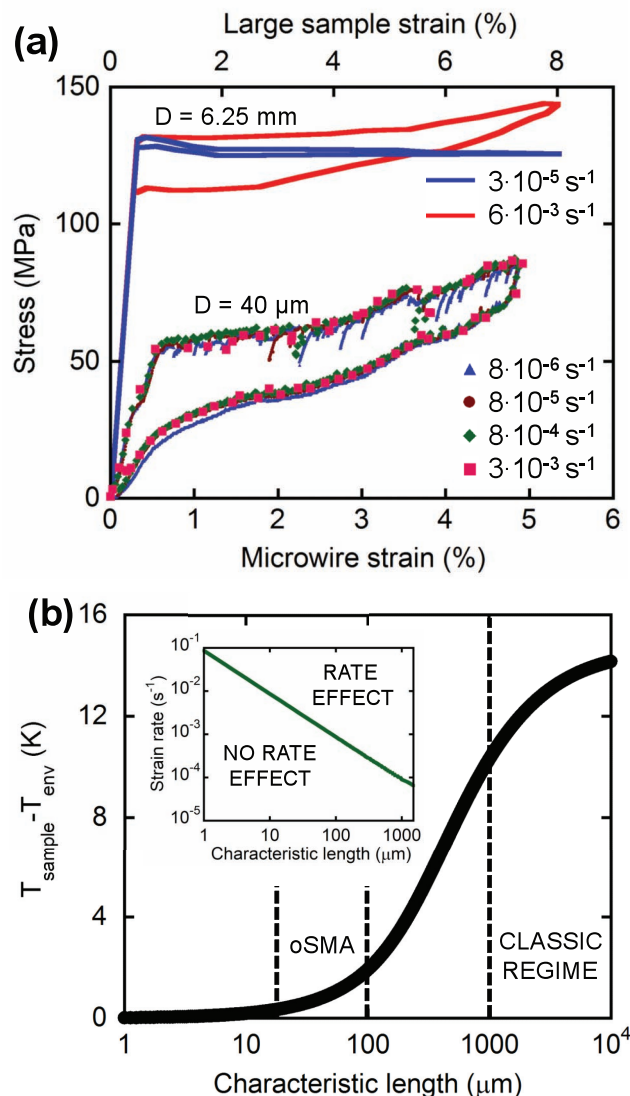 (a)
Large sample strain (%)
0 2 4 6 8
150
100
50
0
Stress (MPa)
D = 6.25 mm
3·10⁻⁵ s⁻¹
6·10⁻³ s⁻¹
D = 40 μm
8·10⁻⁶ s⁻¹
8·10⁻⁵ s⁻¹
8·10⁻⁴ s⁻¹
3·10⁻³ s⁻¹
0 1 2 3 4 5 6
Microwire strain (%)
(b)
16
12
8
4
0
T_sample-T_env (K)
10⁻¹
10⁻²
10⁻³
10⁻⁴
10⁻⁵
Strain rate (s⁻¹)
RATE
EFFECT
NO RATE
EFFECT
1 10 100 1000
Characteristic length (μm)
oSMA
CLASSIC
REGIME
1 10 100 1000 10⁴
Characteristic length (μm)